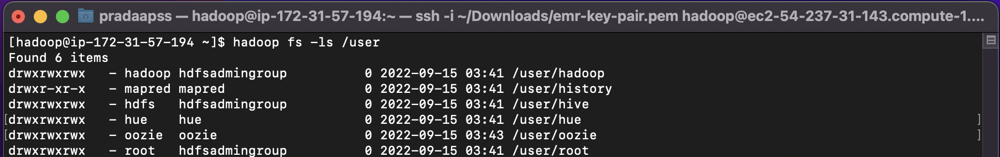 pradaapss — hadoop@ip-172-31-57-194:~ — ssh -i ~/Downloads/emr-key-pair.pem hadoop@ec2-54-237-31-143.compute-1....
[hadoop@ip-172-31-57-194 ~]$ hadoop fs -ls /user
Found 6 items
drwxrwxrwx   - hadoop hdfsadmingroup          0 2022-09-15 03:41 /user/hadoop
drwxr-xr-x   - mapred mapred                  0 2022-09-15 03:41 /user/history
drwxrwxrwx   - hdfs   hdfsadmingroup          0 2022-09-15 03:41 /user/hive
[drwxrwxrwx   - hue    hue                     0 2022-09-15 03:41 /user/hue ]
[drwxrwxrwx   - oozie  oozie                   0 2022-09-15 03:43 /user/oozie ]
drwxrwxrwx   - root   hdfsadmingroup          0 2022-09-15 03:41 /user/root